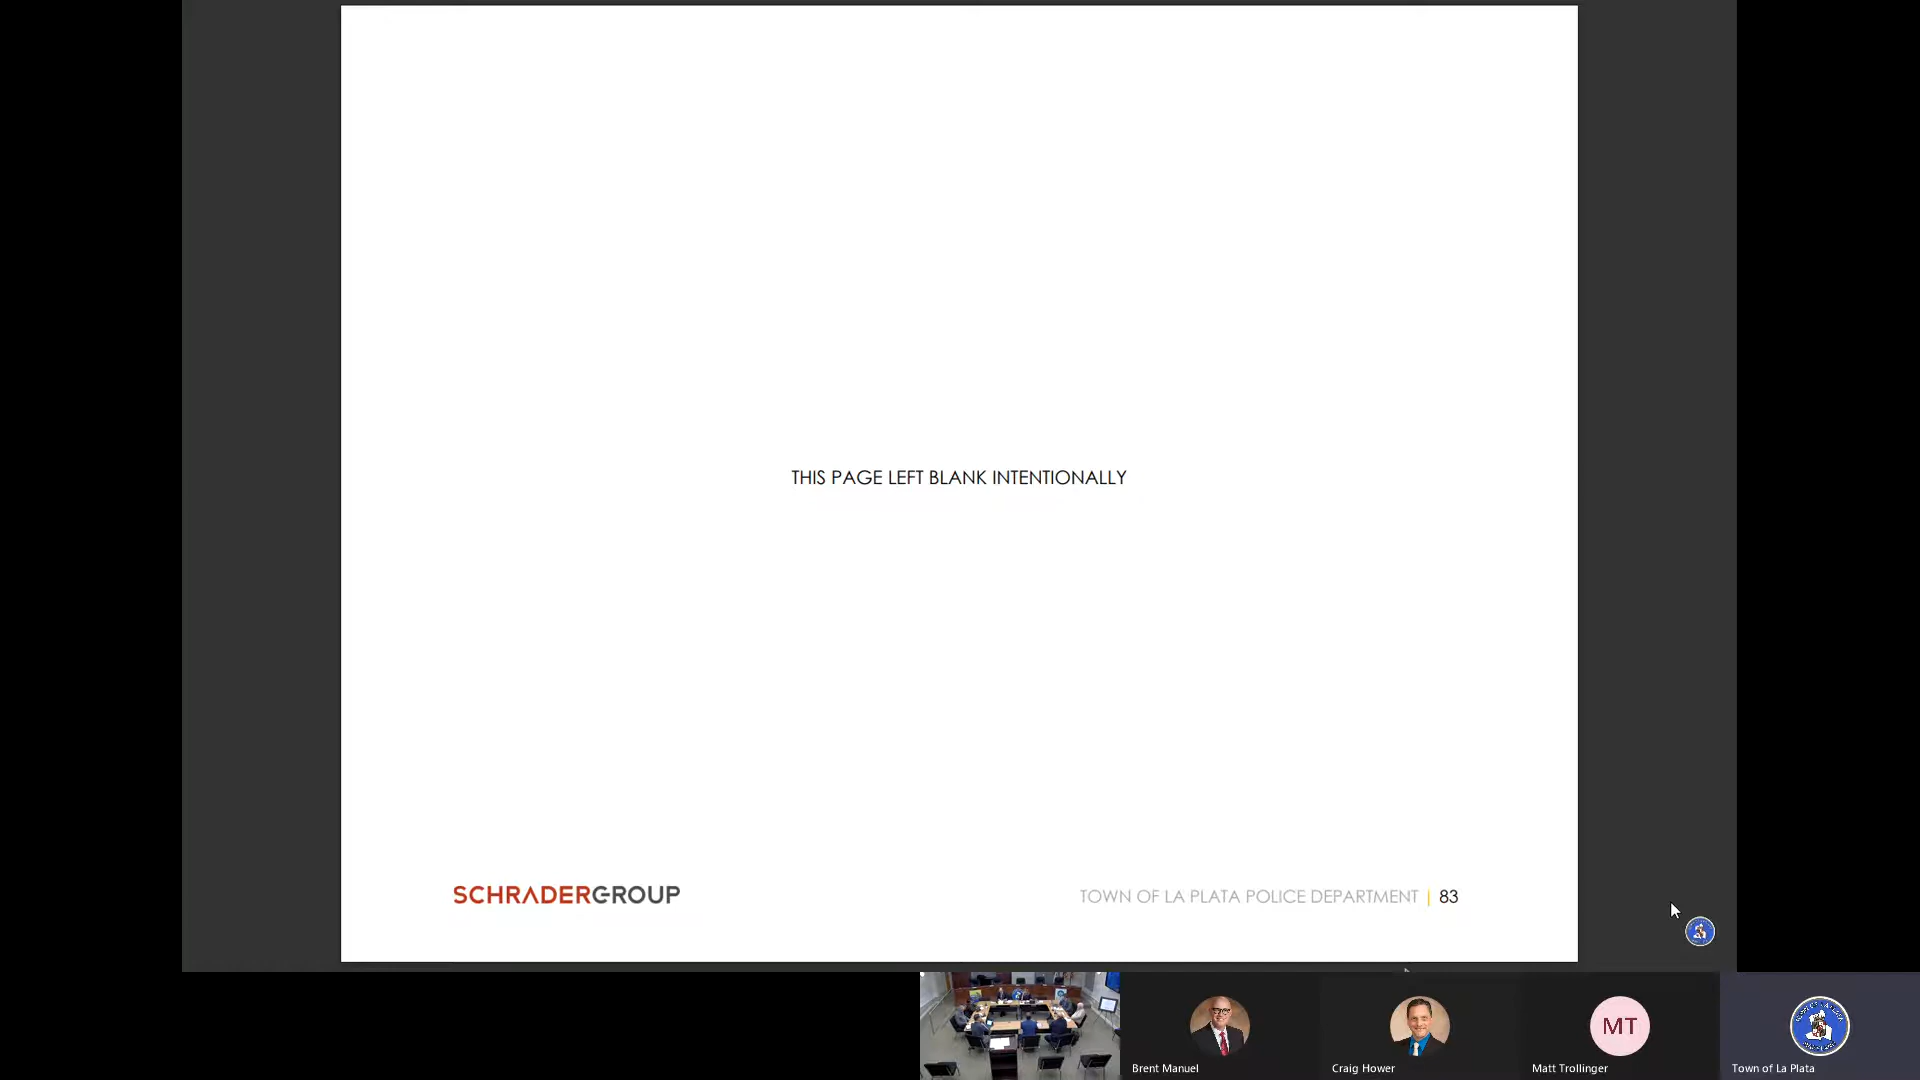 THIS PAGE LEFT BLANK INTENTIONALLY
SCHRADERGROUP
TOWN OF LA PLATA POLICE DEPARTMENT | 83
MT
Brent Manuel
Craig Hower
Matt Trollinger
Town of La Plata